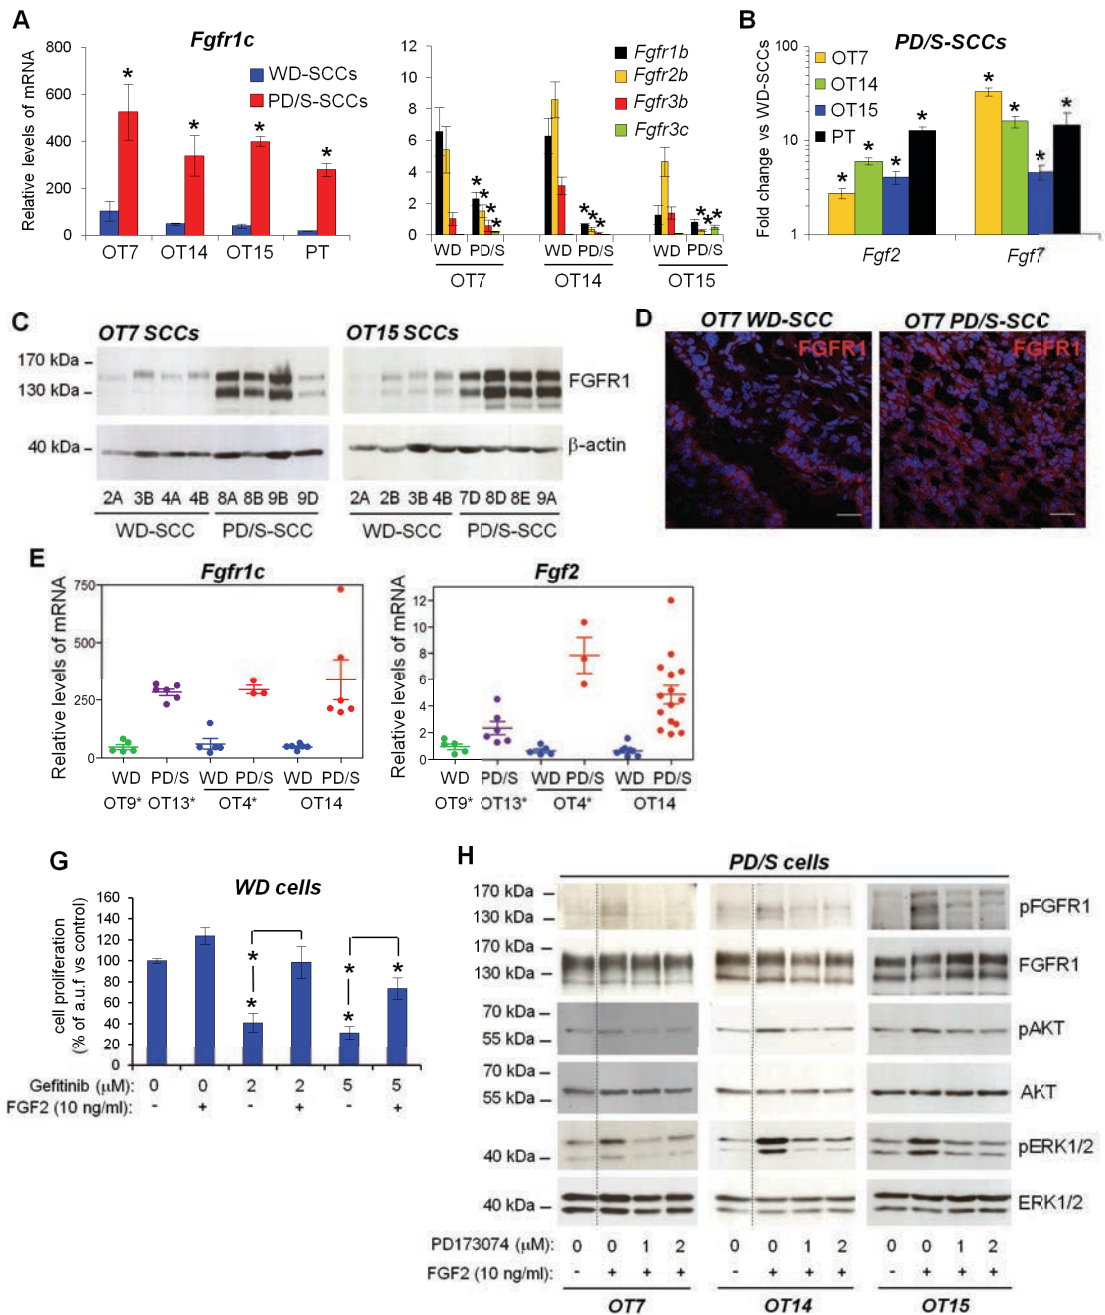 A
Fgfr1c
Relative levels of mRNA
800
600
400
200
0
WD-SCCs
PD/S-SCCs
* * * *
OT7 OT14 OT15 PT
12
10
8
6
4
2
0
Fgfr1b
Fgfr2b
Fgfr3b
Fgfr3c
* * * * * * * * * *
WD PD/S WD PD/S WD PD/S
OT7 OT14 OT15
B
PD/S-SCCs
Fold change vs WD-SCCs
100
10
1
OT7
OT14
OT15
PT
* * * * * * * *
Fgf2 Fgf7
C
OT7 SCCs OT15 SCCs
170 kDa
130 kDa
FGFR1
40 kDa
β-actin
2A 3B 4A 4B 8A 8B 9B 9D 2A 2B 3B 4B 7D 8D 8E 9A
WD-SCC PD/S-SCC WD-SCC PD/S-SCC
D
OT7 WD-SCC OT7 PD/S-SCC
FGFR1 FGFR1
E
Fgfr1c
Relative levels of mRNA
750
500
250
0
WD PD/S WD PD/S WD PD/S
OT9* OT13* OT4* OT14
Fgf2
Relative levels of mRNA
12
10
8
6
4
2
0
WD PD/S WD PD/S WD PD/S
OT9* OT13* OT4* OT14
G
WD cells
cell proliferation
(% of a.u.f vs control)
160
140
120
100
80
60
40
20
0
* * * * *
Gefitinib (μM): 0 0 2 2 5 5
FGF2 (10 ng/ml): - + - + - +
H
PD/S cells
170 kDa
130 kDa
pFGFR1
170 kDa
130 kDa
FGFR1
70 kDa
55 kDa
pAKT
70 kDa
55 kDa
AKT
40 kDa
pERK1/2
40 kDa
ERK1/2
PD173074 (μM): 0 0 1 2 0 0 1 2 0 0 1 2
FGF2 (10 ng/ml): - + + + - + + + - + + +
OT7 OT14 OT15